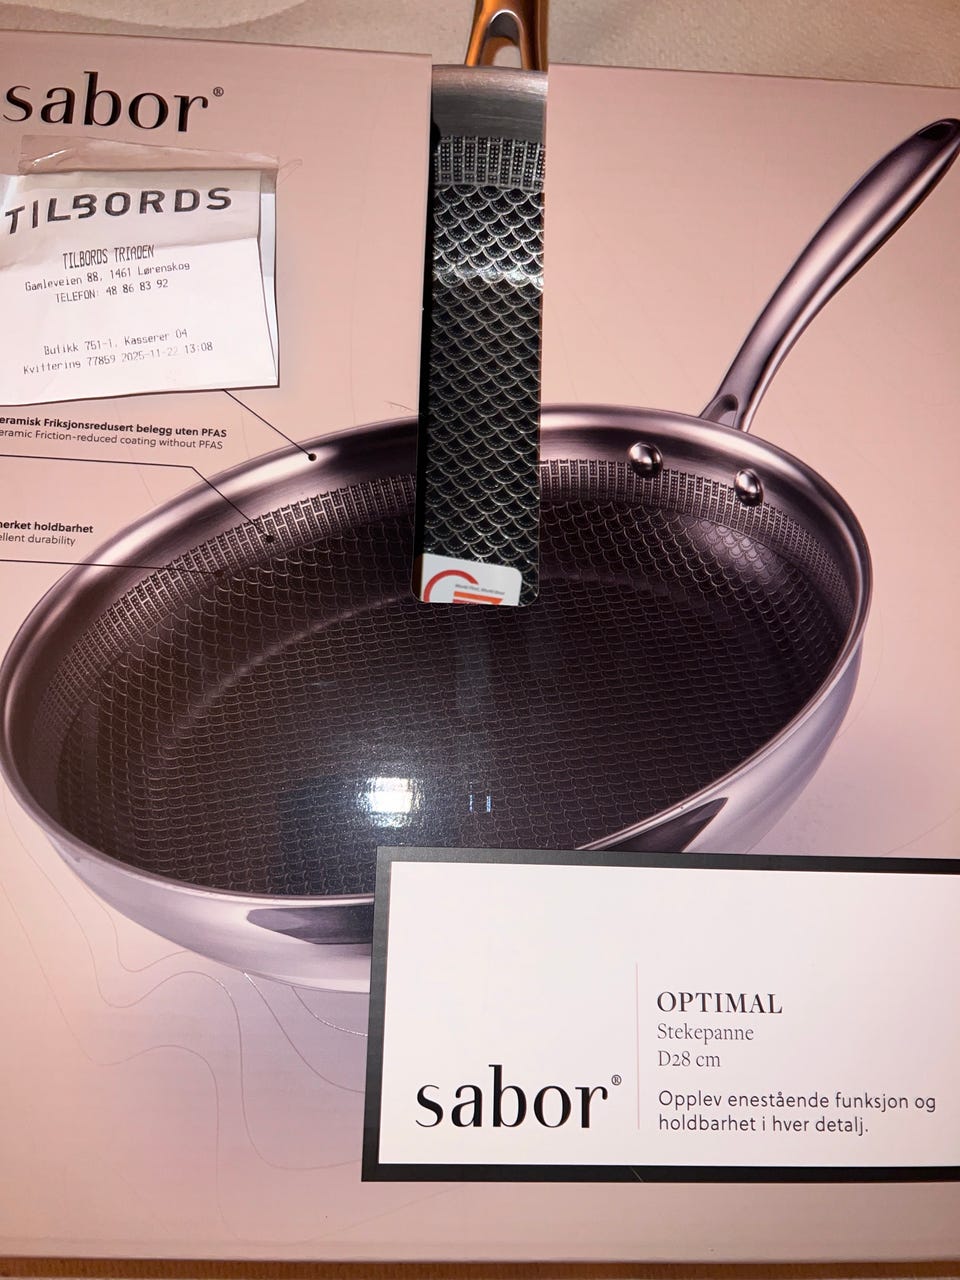 sabor®
TILBORDS
TILBORDS TRIADEN
Gamleveien 88, 1461 Lørenskog
TELEFON: 48 86 83 92
Butikk 751-1, Kasserer 04
Kvittering 77859 2025-11-22 13:08
eramisk Friksjonsredusert belegg uten PFAS
eramic Friction-reduced coating without PFAS
merket holdbarhet
ellent durability
OPTIMAL
Stekepanne
D28 cm
sabor®
Opplev enestående funksjon og
holdbarhet i hver detalj.